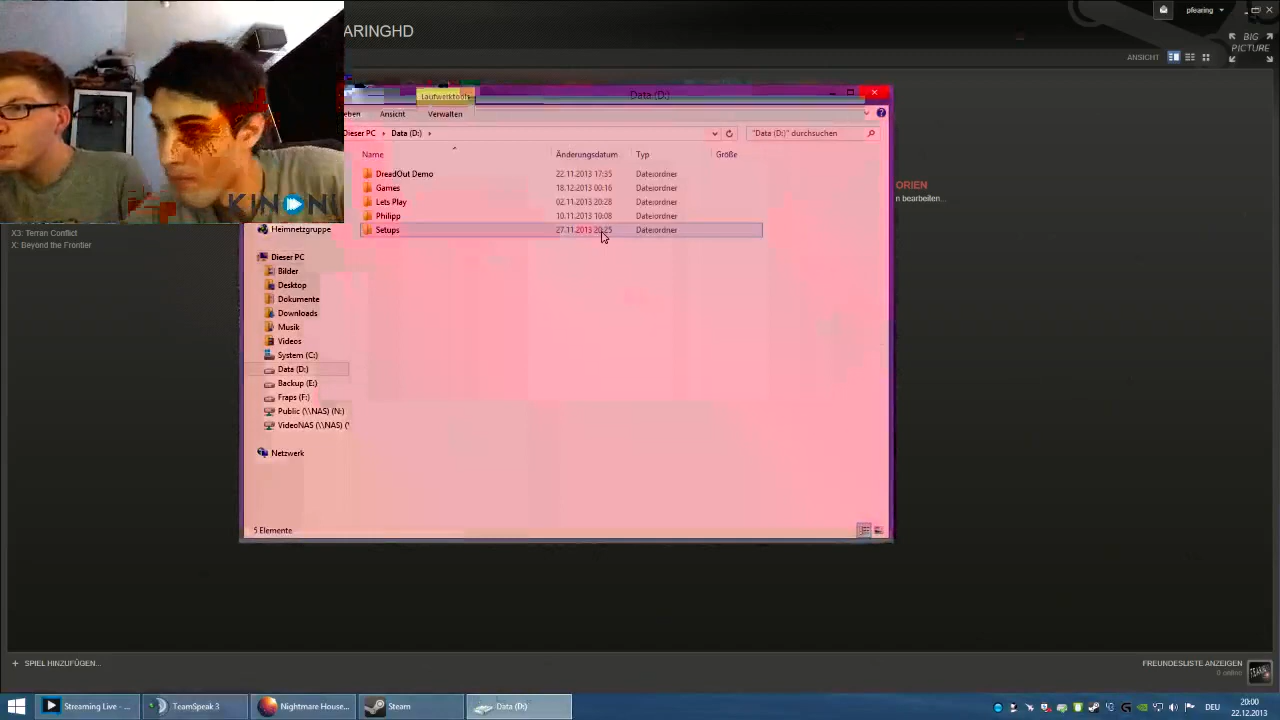 pfearing
ARINGHD
ANSICHT
BIG
PICTURE
Laufwerktools
Data (D:)
Ansicht
Verwalten
Dieser PC
Data (D:)
"Data (D:)" durchsuchen
Name
Änderungsdatum
Typ
Größe
DreadOut Demo
22.11.2013 17:35
Dateiordner
Games
18.12.2013 00:16
Dateiordner
Lets Play
02.11.2013 20:28
Dateiordner
Philipp
10.11.2013 10:08
Dateiordner
Setups
27.11.2013 20:25
Dateiordner
ORIEN
n bearbeiten...
KINONI
X3: Terran Conflict
X: Beyond the Frontier
Heimnetzgruppe
Dieser PC
Bilder
Desktop
Dokumente
Downloads
Musik
Videos
System (C:)
Data (D:)
Backup (E:)
Fraps (F:)
Public (\\NAS) (N:)
VideoNAS (\\NAS) (
Netzwerk
5 Elemente
+ SPIEL HINZUFÜGEN...
FREUNDESLISTE ANZEIGEN
0 online
Streaming Live - ...
TeamSpeak 3
Nightmare House...
Steam
Data (D:)
DEU
20:00
22.12.2013